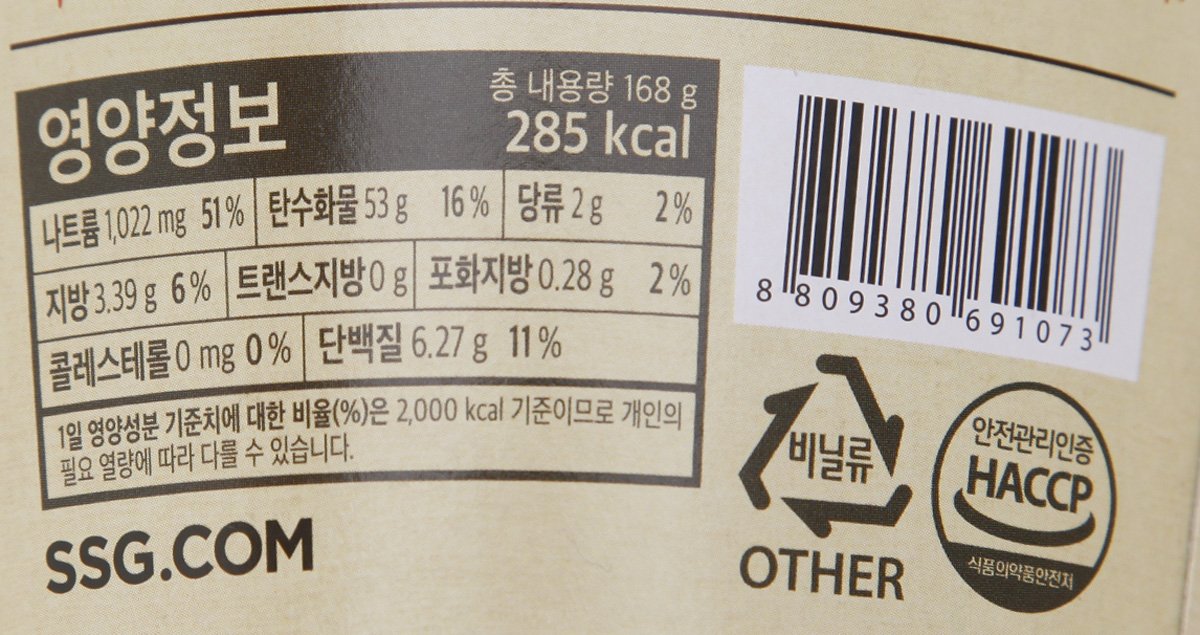 영양정보
총 내용량 168 g
285 kcal
나트륨 1,022 mg 51% 탄수화물 53 g 16% 당류 2 g 2%
지방 3.39 g 6% 트랜스지방 0 g 포화지방 0.28 g 2%
콜레스테롤 0 mg 0% 단백질 6.27 g 11%
1일 영양성분 기준치에 대한 비율(%)은 2,000 kcal 기준이므로 개인의
필요 열량에 따라 다를 수 있습니다.
SSG.COM
8 809380 691073
비닐류
OTHER
안전관리인증
HACCP
식품의약품안전처